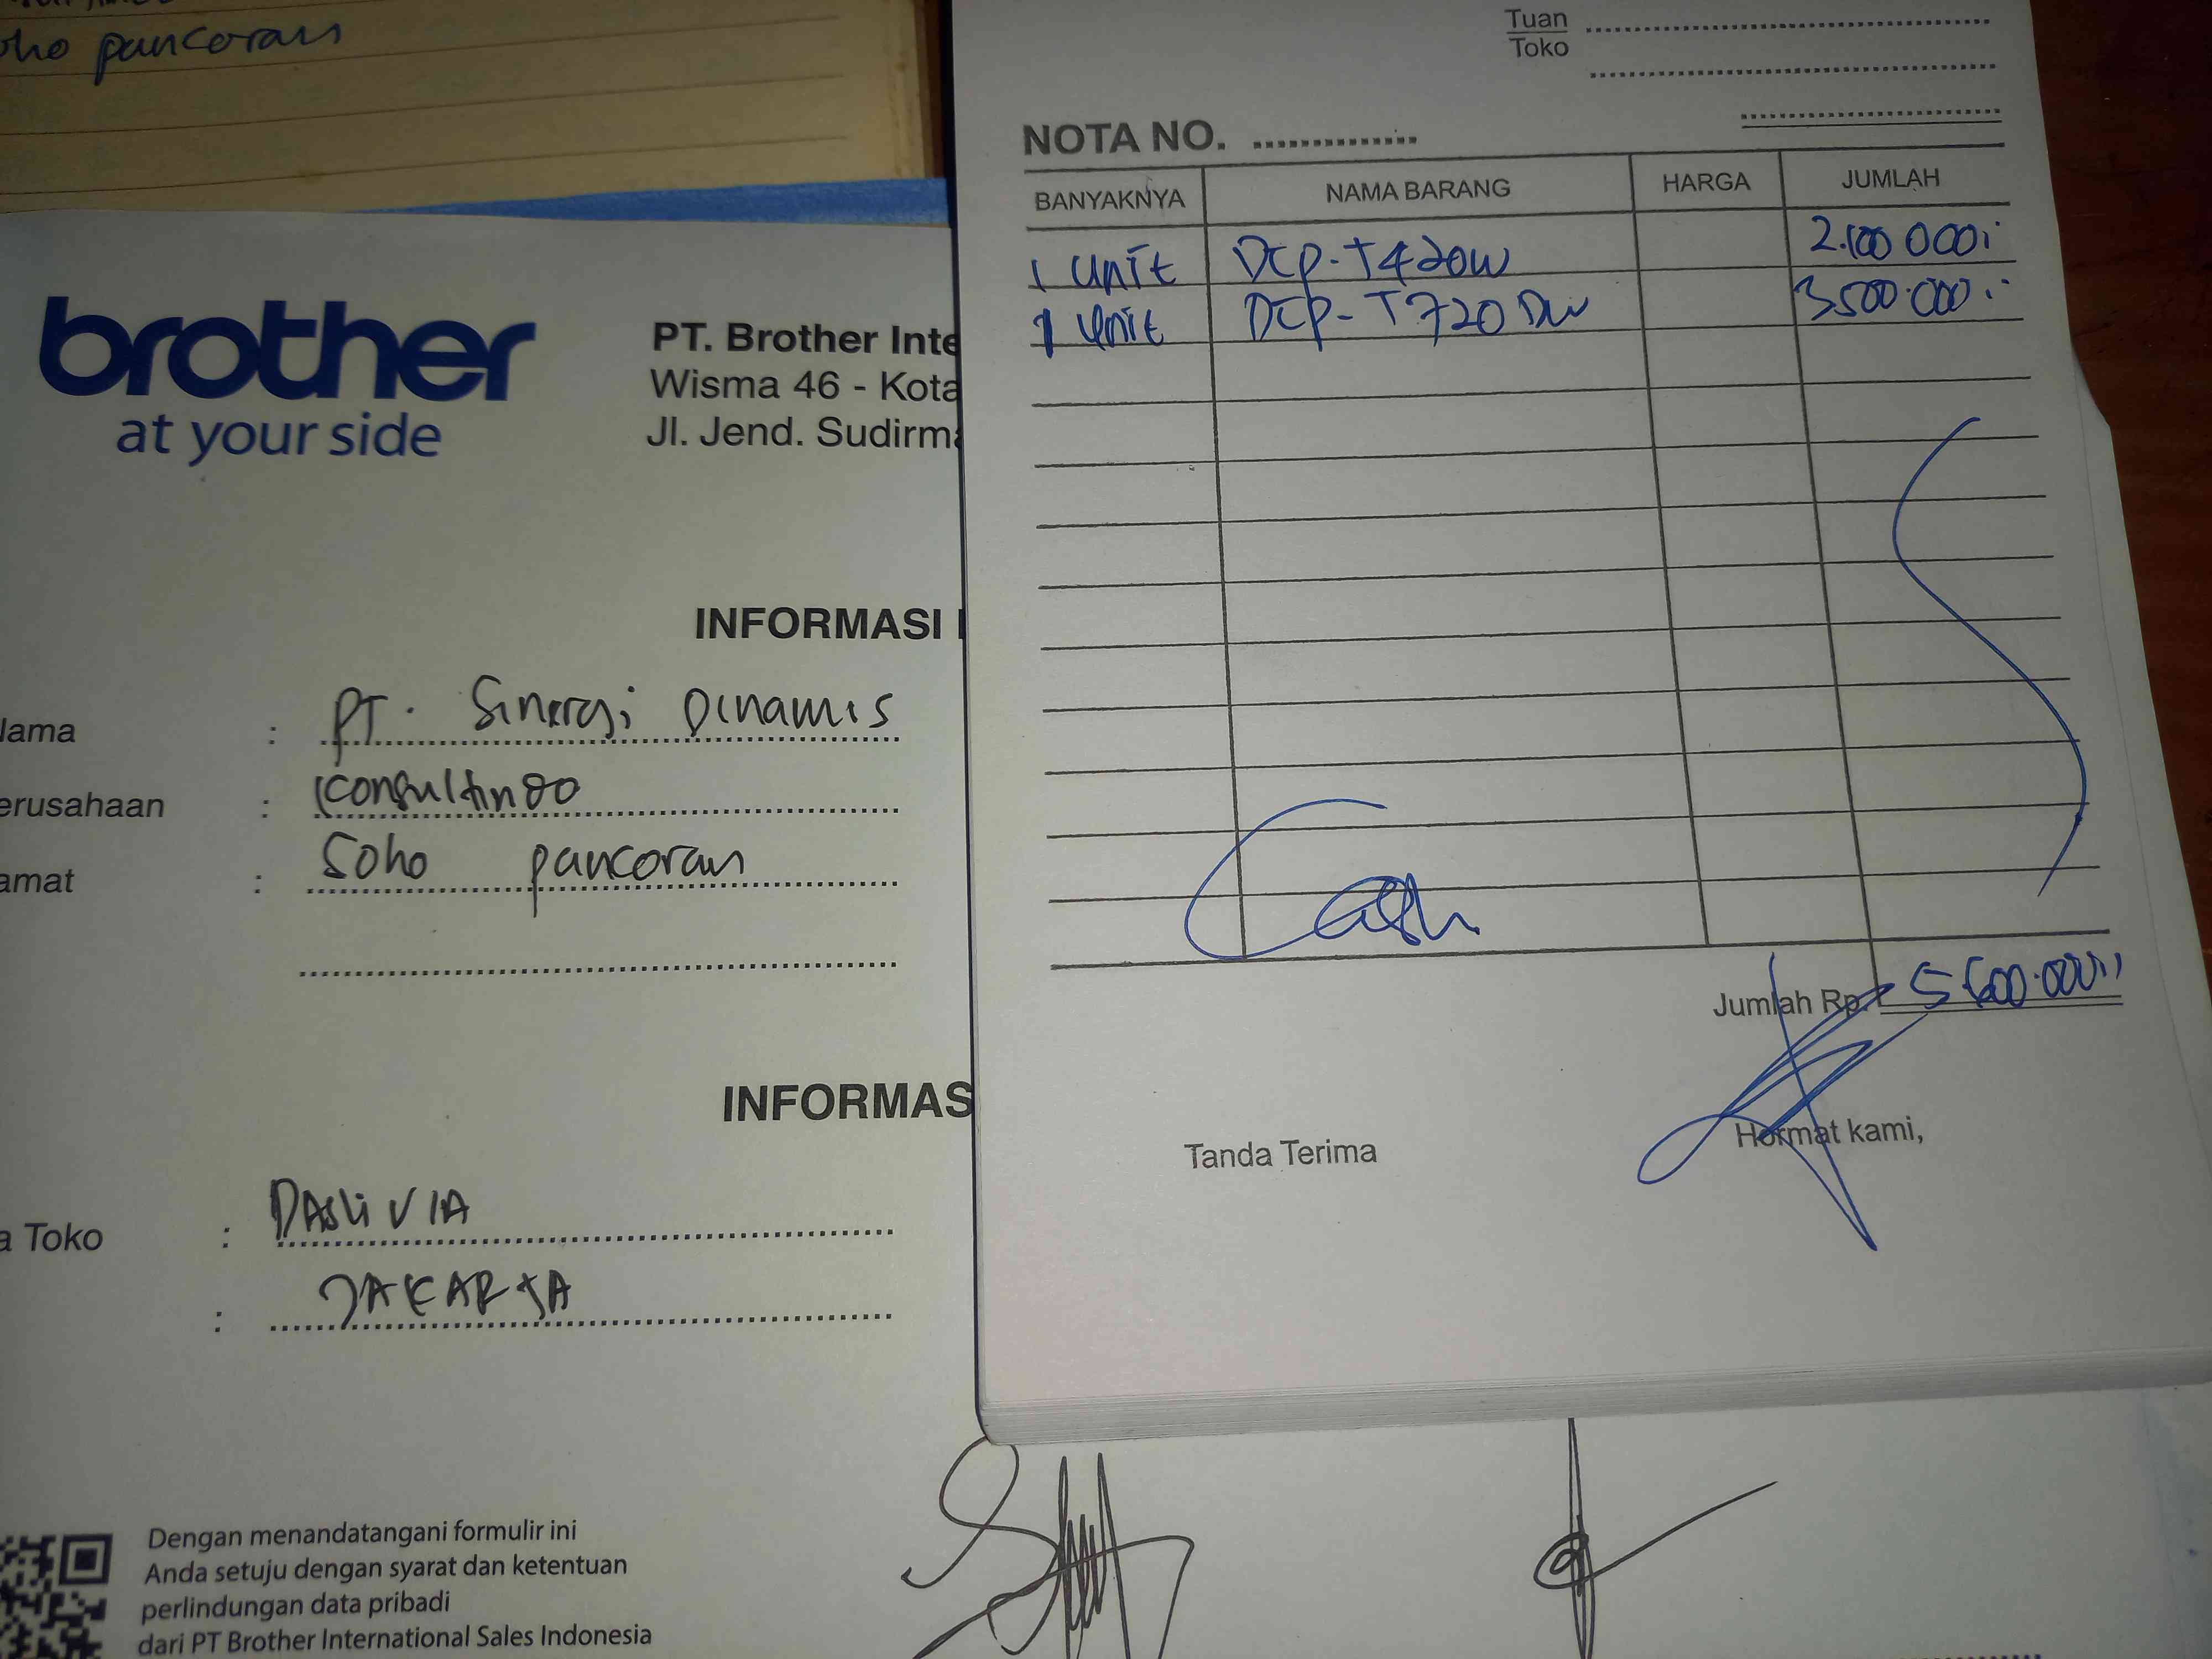 pancoran
brother
at your side
PT. Brother Inte
Wisma 46 - Kota
Jl. Jend. Sudirma
INFORMASI
Nama : PT. Sinergi Dinamis
erusahaan : Consultindo
amat : Soho pancoran
INFORMAS
a Toko : DASLIVIA
: JAKARTA
Dengan menandatangani formulir ini
Anda setuju dengan syarat dan ketentuan
perlindungan data pribadi
dari PT Brother International Sales Indonesia
Tuan
Toko
NOTA NO.
BANYAKNYA NAMA BARANG HARGA JUMLAH
1 Unit DCP-T420W 2.100.000
1 Unit DCP-T720DW 3.500.000
Cash
Jumlah Rp. 5.600.000
Tanda Terima Hormat kami,